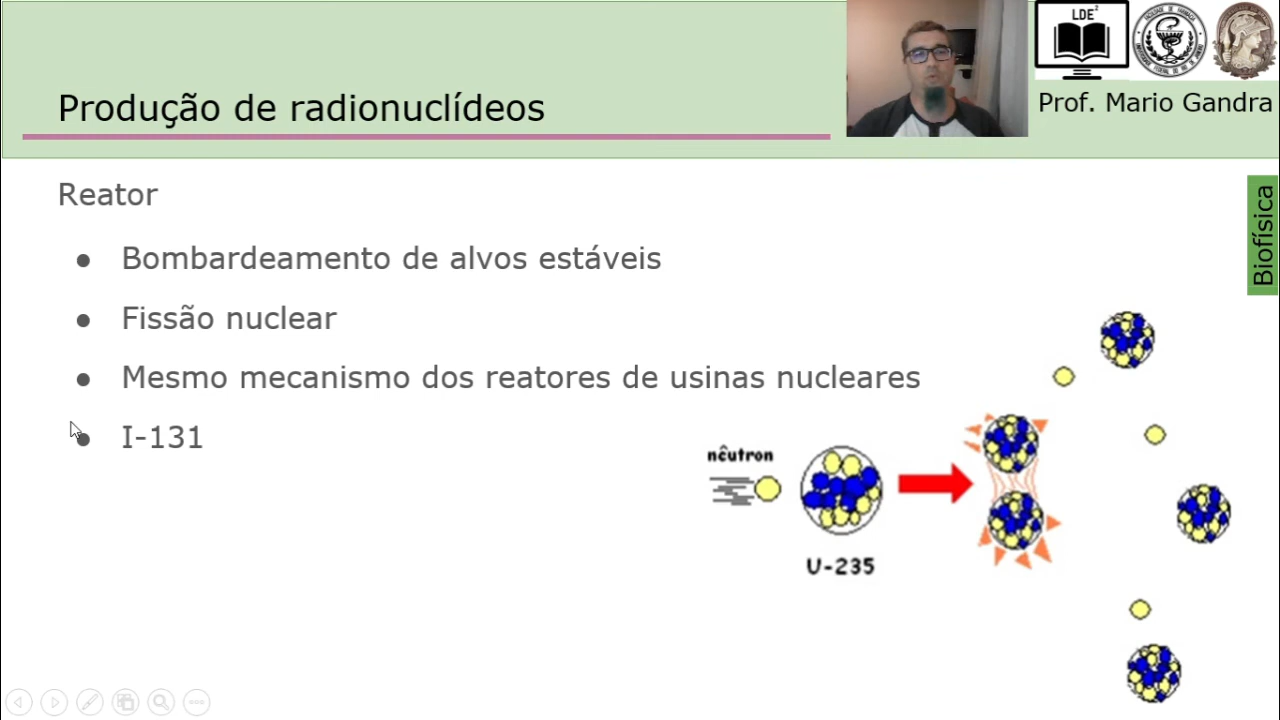 LDE²
Produção de radionuclídeos
Prof. Mario Gandra
Reator
● Bombardeamento de alvos estáveis
● Fissão nuclear
● Mesmo mecanismo dos reatores de usinas nucleares
● I-131
Biofísica
nêutron
U-235